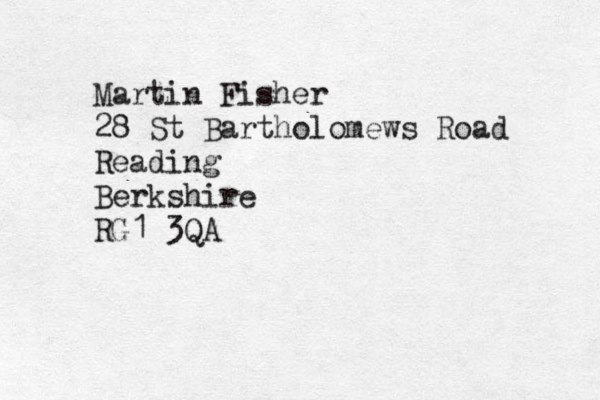 Martin Fisher
28 St Bartholomews Road
Reading
Berkshire
RG1 3QA